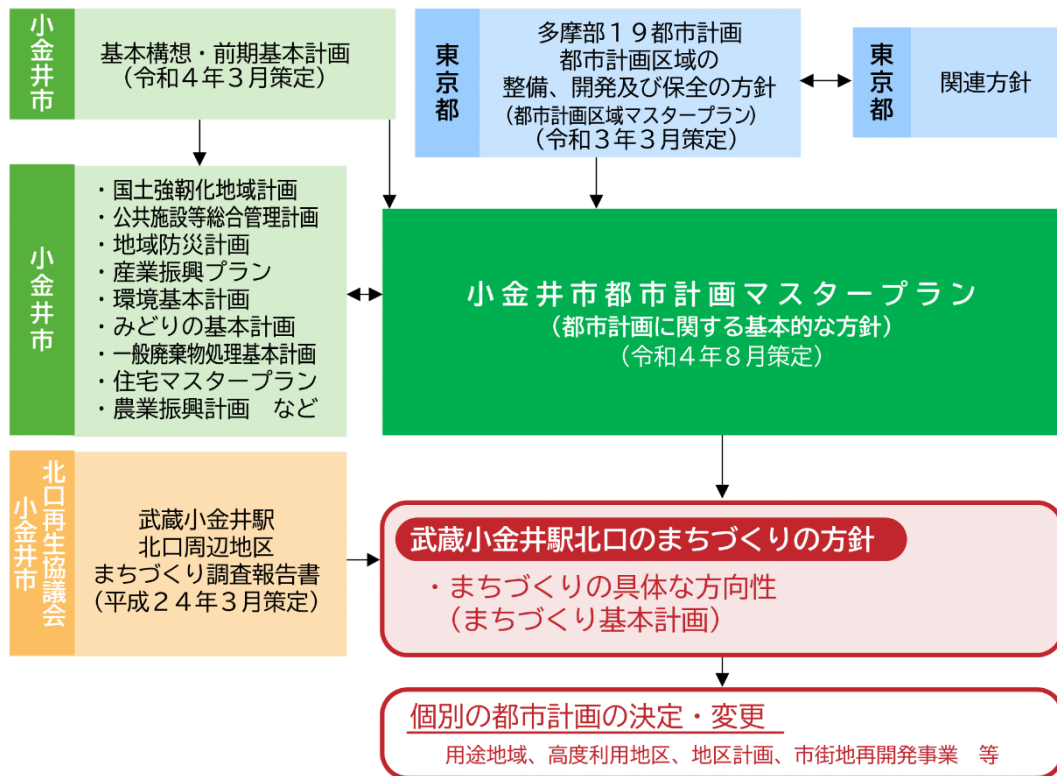 小金井市
基本構想・前期基本計画
（令和４年３月策定）
東京都
多摩部１９都市計画
都市計画区域の
整備、開発及び保全の方針
（都市計画区域マスタープラン）
（令和３年３月策定）
東京都
関連方針
小金井市
・国土強靭化地域計画
・公共施設等総合管理計画
・地域防災計画
・産業振興プラン
・環境基本計画
・みどりの基本計画
・一般廃棄物処理基本計画
・住宅マスタープラン
・農業振興計画　など
小金井市都市計画マスタープラン
（都市計画に関する基本的な方針）
（令和４年８月策定）
北口再生協議会
小金井市
武蔵小金井駅
北口周辺地区
まちづくり調査報告書
（平成２４年３月策定）
武蔵小金井駅北口のまちづくりの方針
・まちづくりの具体な方向性
（まちづくり基本計画）
個別の都市計画の決定・変更
用途地域、高度利用地区、地区計画、市街地再開発事業　等